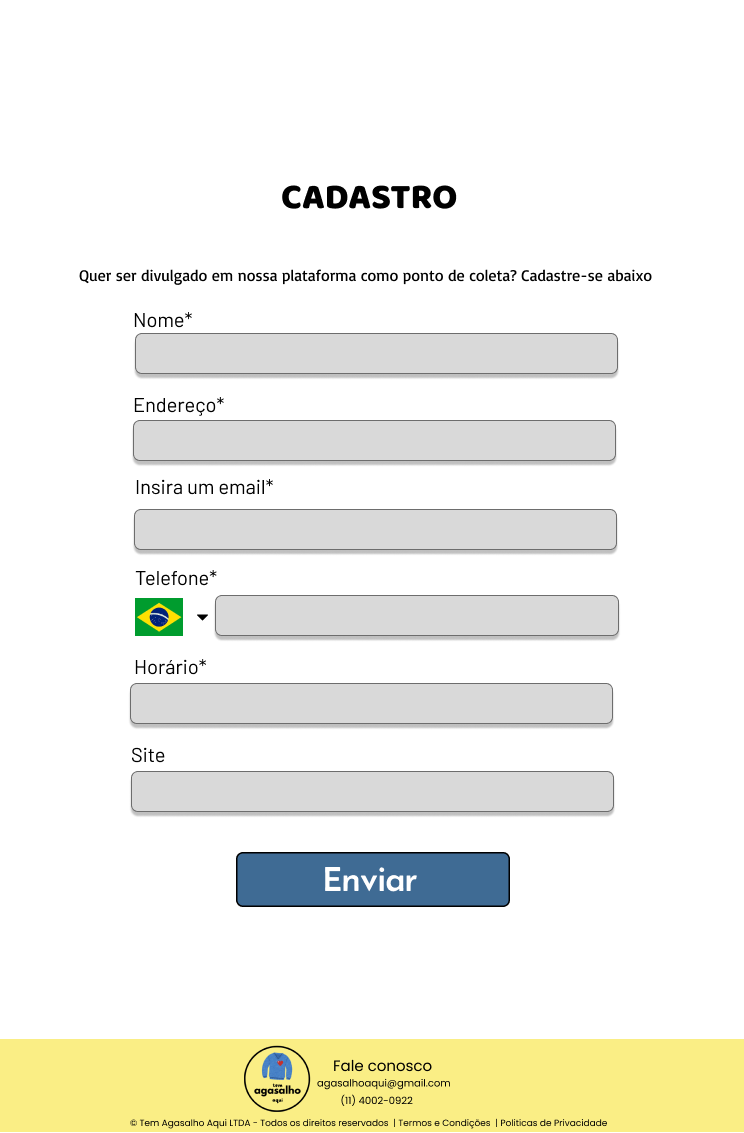 CADASTRO
Quer ser divulgado em nossa plataforma como ponto de coleta? Cadastre-se abaixo
Nome*
Endereço*
Insira um email*
Telefone*
Horário*
Site
Enviar
tem
agasalho
aqui
Fale conosco
agasalhoaqui@gmail.com
(11) 4002-0922
© Tem Agasalho Aqui LTDA - Todos os direitos reservados | Termos e Condições | Politicas de Privacidade